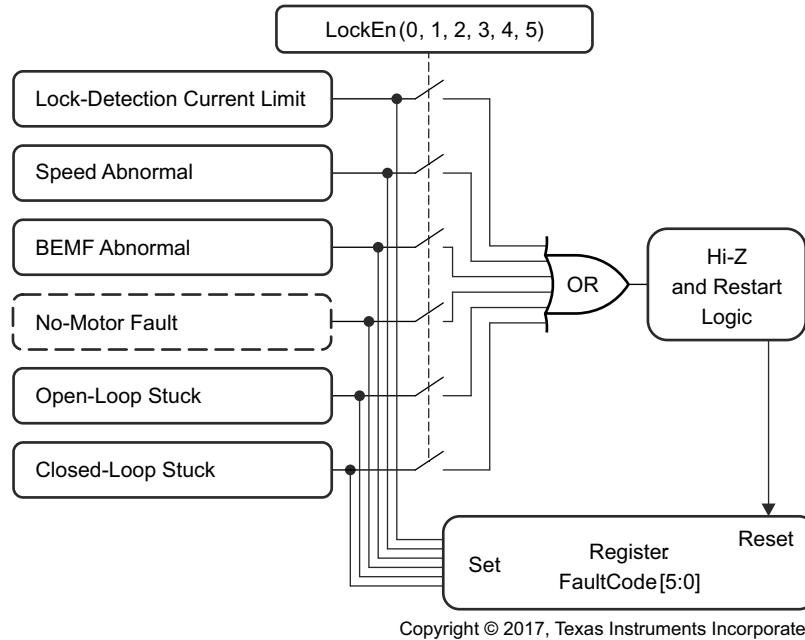 LockEn(0, 1, 2, 3, 4, 5)
Lock-Detection Current Limit
Speed Abnormal
BEMF Abnormal
No-Motor Fault
Open-Loop Stuck
Closed-Loop Stuck
OR
Hi-Z
and Restart
Logic
Reset
Set
Register
FaultCode[5:0]
Copyright © 2017, Texas Instruments Incorporate